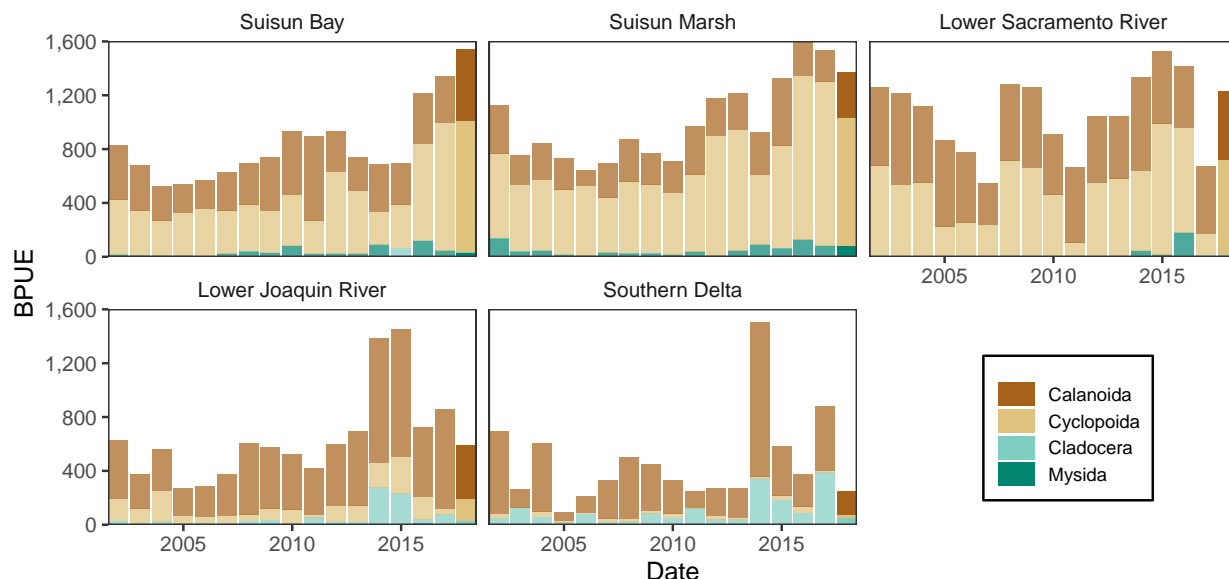 Suisun Bay
Suisun Marsh
Lower Sacramento River
1,600
1,200
800
400
0
2005
2010
2015
Lower Joaquin River
Southern Delta
1,600
1,200
800
400
0
2005
2010
2015
2005
2010
2015
BPUE
Date
Calanoida
Cyclopoida
Cladocera
Mysida